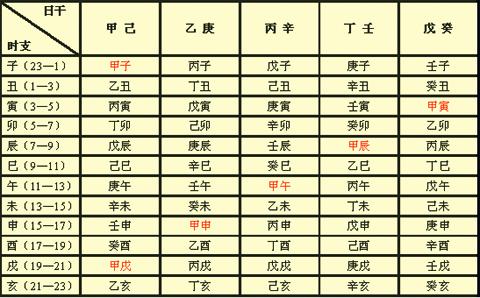 日干 甲 己 乙 庚 丙 辛 丁 壬 戊 癸
时支
子（23—1） 甲子 丙子 戊子 庚子 壬子
丑（1—3） 乙丑 丁丑 己丑 辛丑 癸丑
寅（3—5） 丙寅 戊寅 庚寅 壬寅 甲寅
卯（5—7） 丁卯 己卯 辛卯 癸卯 乙卯
辰（7—9） 戊辰 庚辰 壬辰 甲辰 丙辰
巳（9—11） 己巳 辛巳 癸巳 乙巳 丁巳
午（11—13） 庚午 壬午 甲午 丙午 戊午
未（13—15） 辛未 癸未 乙未 丁未 己未
申（15—17） 壬申 甲申 丙申 戊申 庚申
酉（17—19） 癸酉 乙酉 丁酉 己酉 辛酉
戌（19—21） 甲戌 丙戌 戊戌 庚戌 壬戌
亥（21—23） 乙亥 丁亥 己亥 辛亥 癸亥